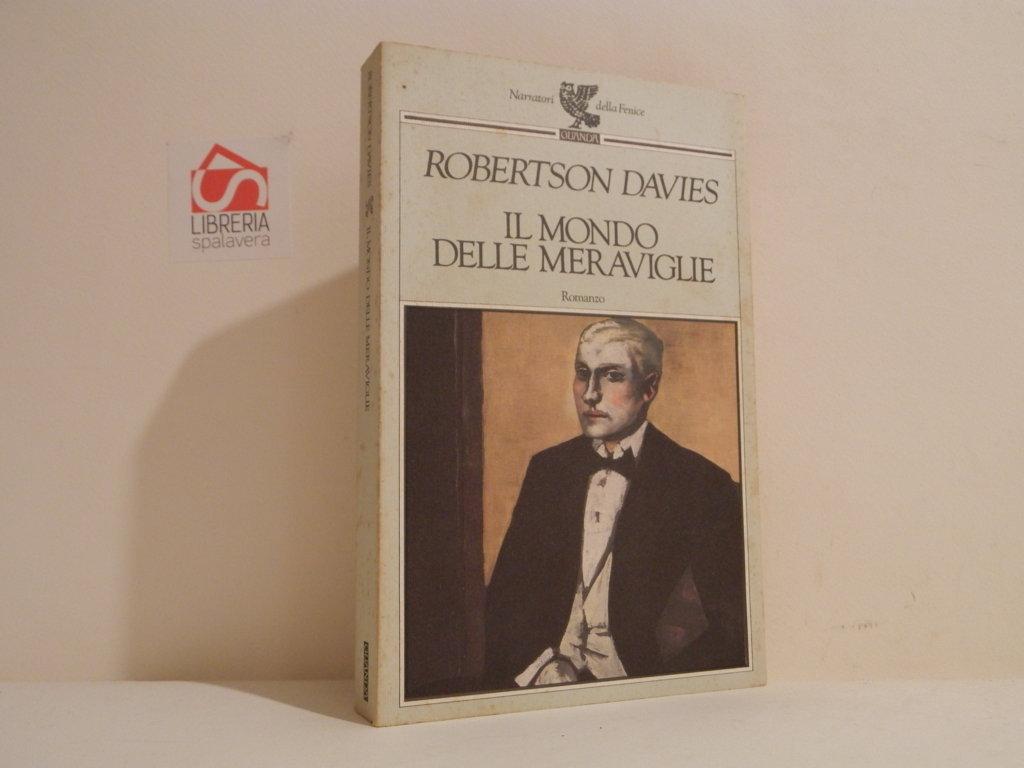 LIBRERIA
spalavera
Narratori della Fenice
GUANDA
ROBERTSON DAVIES
IL MONDO
DELLE MERAVIGLIE
Romanzo
ROBERTSON DAVIES IL MONDO DELLE MERAVIGLIE
GUANDA